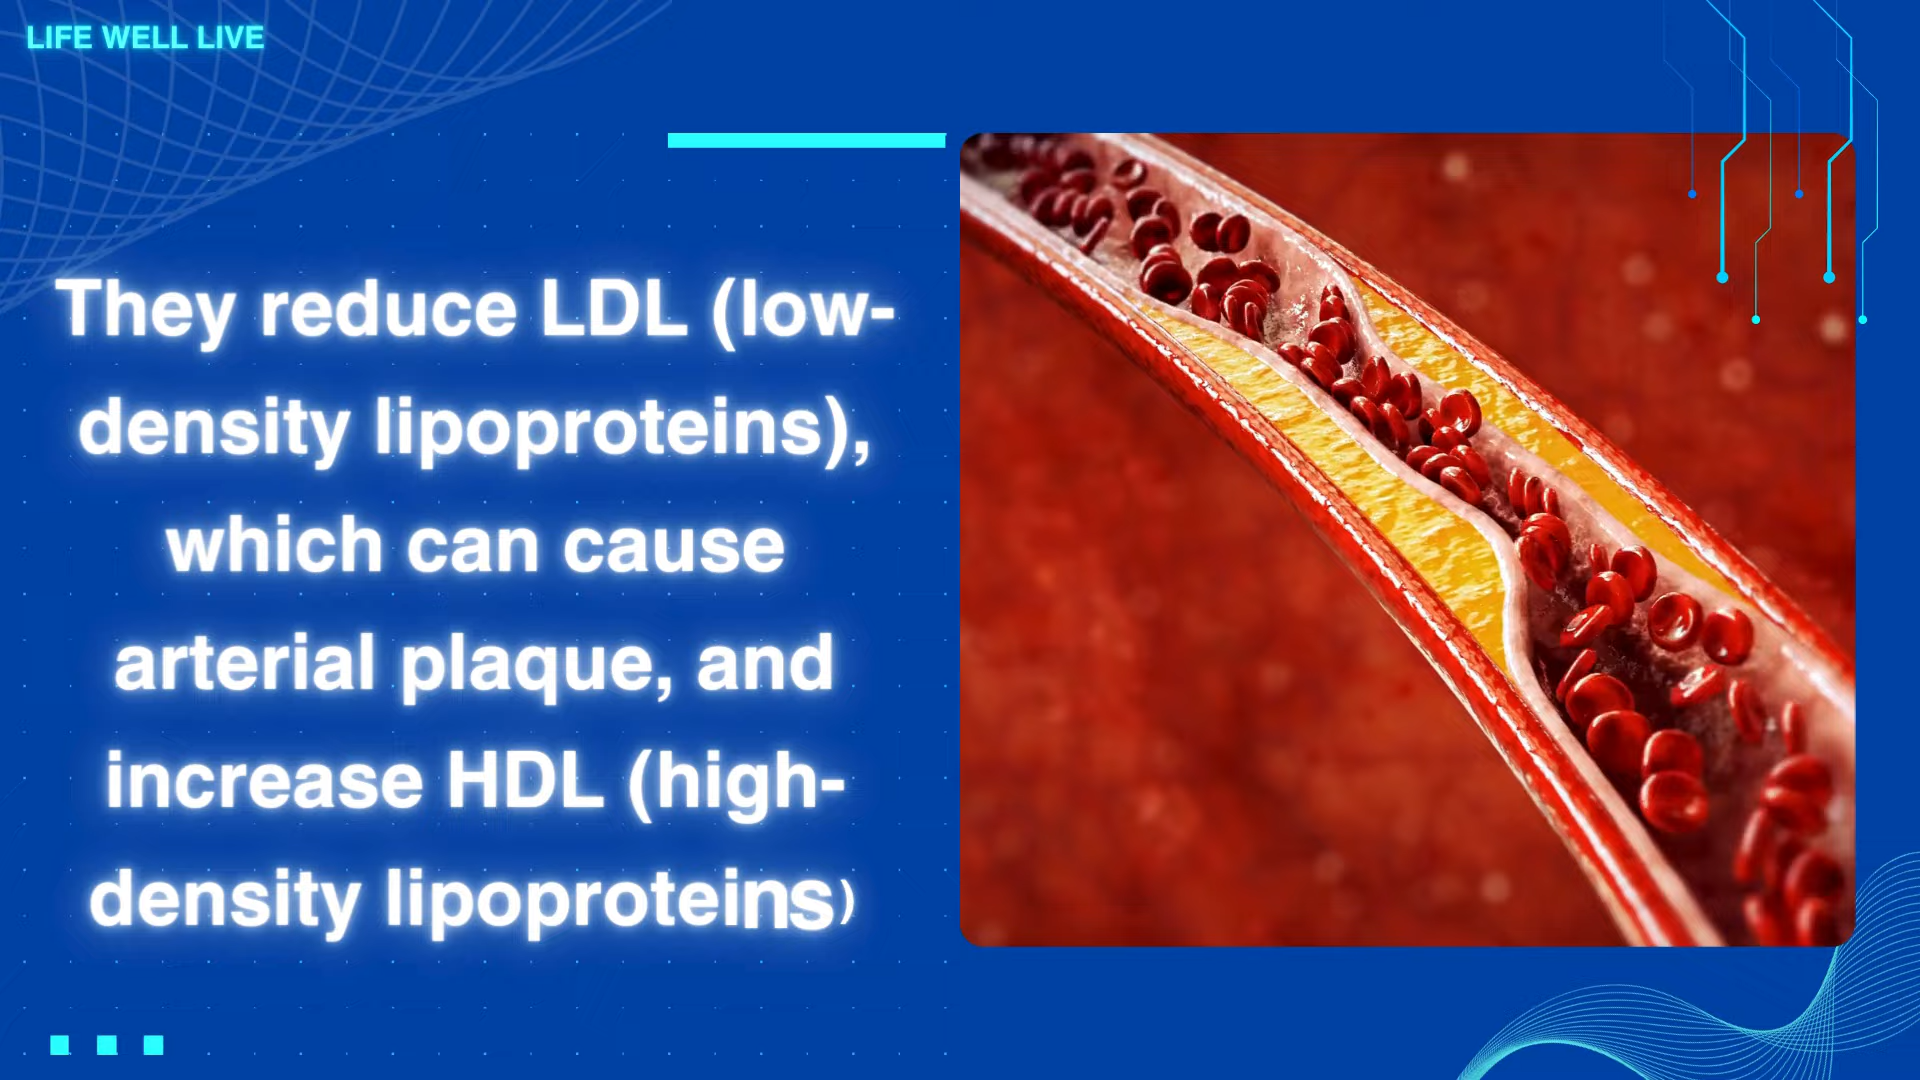 LIFE WELL LIVE
They reduce LDL (low-
density lipoproteins),
which can cause
arterial plaque, and
increase HDL (high-
density lipoproteins)